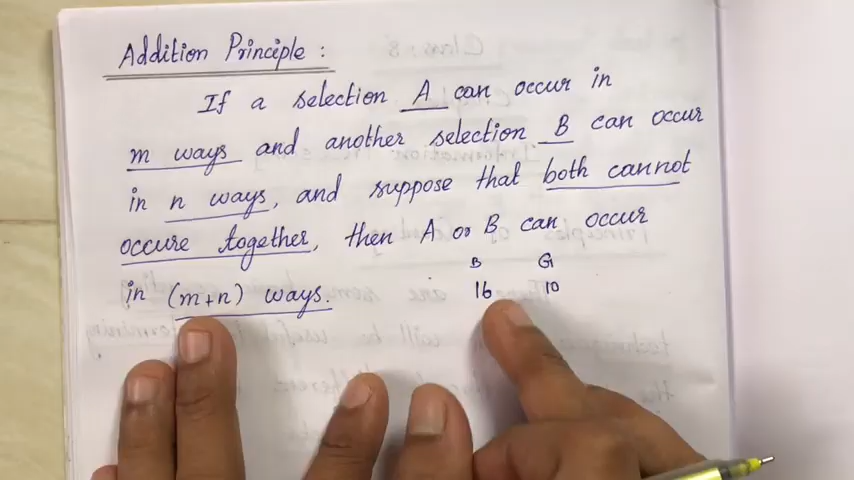 Addition Principle :
If a selection A can occur in
m ways and another selection B can occur
in n ways, and suppose that both cannot
occure together, then A or B can occur
B G
in (m+n) ways. 16 10